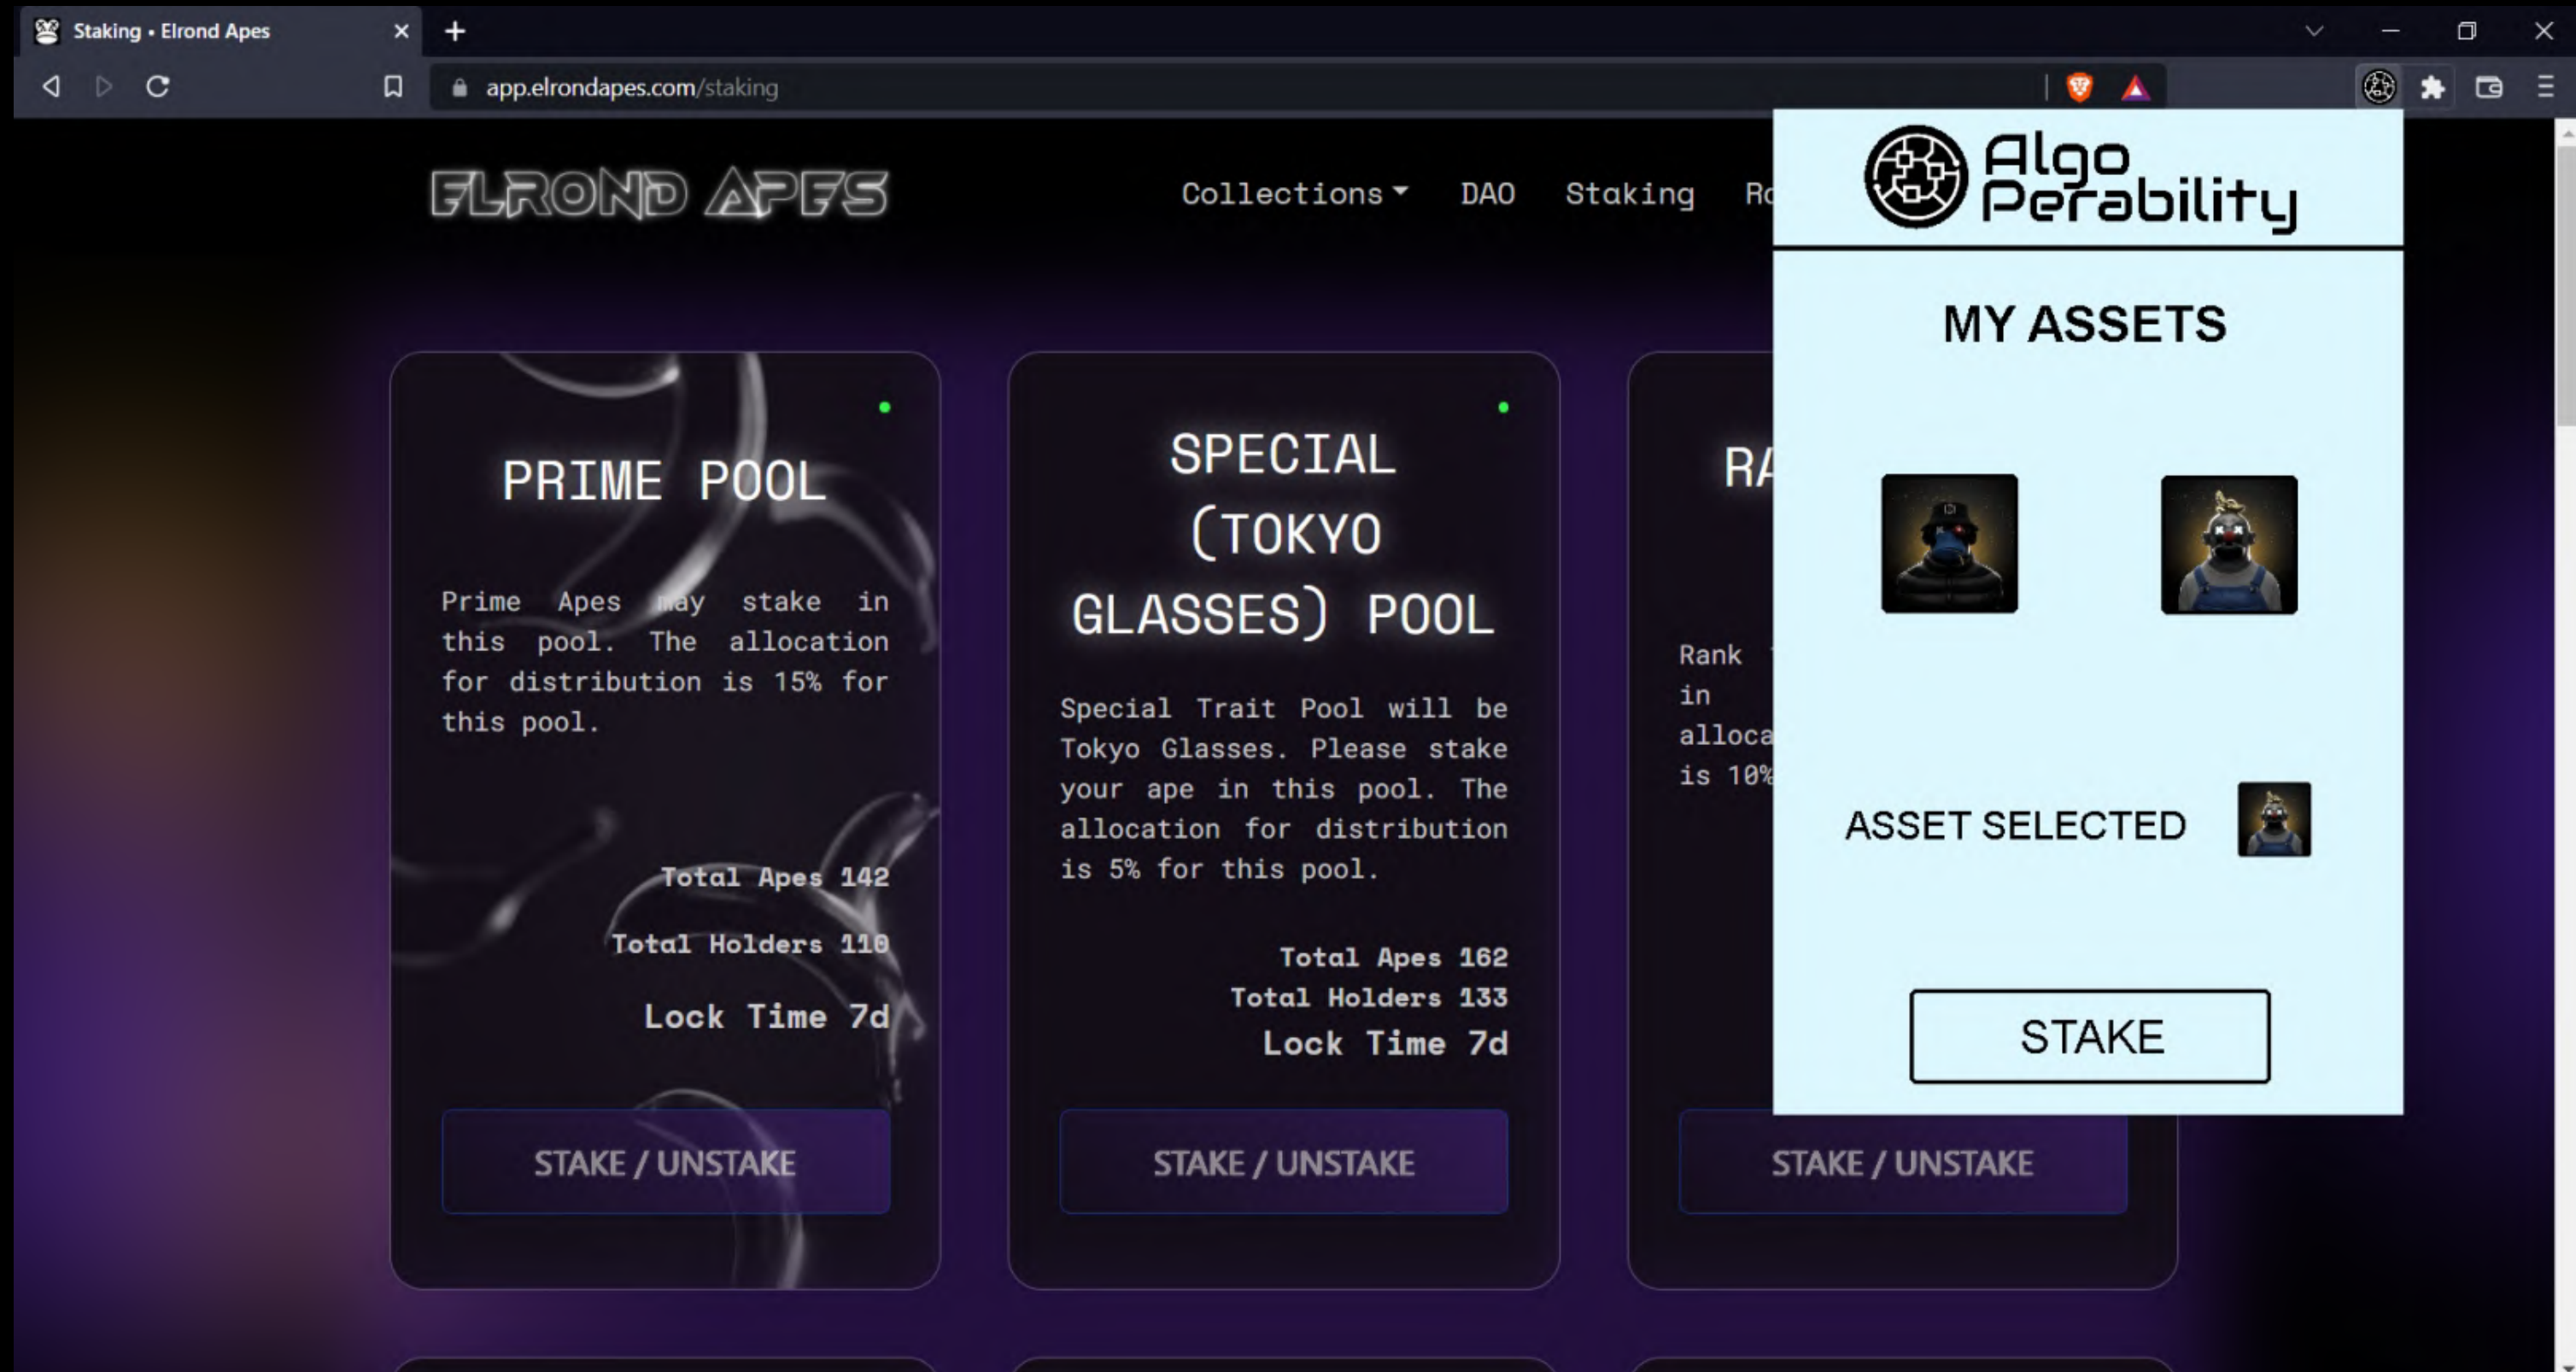 Staking • Elrond Apes
app.elrondapes.com/staking
ELROND APES
Collections
DAO
Staking
PRIME POOL
Prime Apes may stake in
this pool. The allocation
for distribution is 15% for
this pool.
Total Apes 142
Total Holders 110
Lock Time 7d
STAKE / UNSTAKE
SPECIAL
(TOKYO
GLASSES) POOL
Special Trait Pool will be
Tokyo Glasses. Please stake
your ape in this pool. The
allocation for distribution
is 5% for this pool.
Total Apes 162
Total Holders 133
Lock Time 7d
STAKE / UNSTAKE
Rank
in
is 10%
STAKE / UNSTAKE
Algo
Perability
MY ASSETS
ASSET SELECTED
STAKE